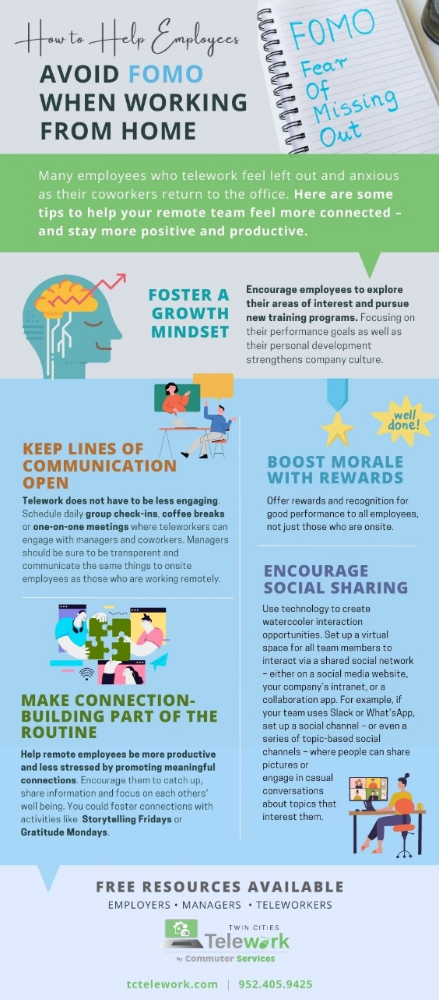 How to Help Employees
AVOID FOMO
WHEN WORKING
FROM HOME
FOMO
Fear
Of
Missing
Out
Many employees who telework feel left out and anxious
as their coworkers return to the office. Here are some
tips to help your remote team feel more connected –
and stay more positive and productive.
FOSTER A
GROWTH
MINDSET
Encourage employees to explore
their areas of interest and pursue
new training programs. Focusing on
their performance goals as well as
their personal development
strengthens company culture.
KEEP LINES OF
COMMUNICATION
OPEN
Telework does not have to be less engaging.
Schedule daily group check-ins, coffee breaks
or one-on-one meetings where teleworkers can
engage with managers and coworkers. Managers
should be sure to be transparent and
communicate the same things to onsite
employees as those who are working remotely.
MAKE CONNECTION-
BUILDING PART OF THE
ROUTINE
Help remote employees be more productive
and less stressed by promoting meaningful
connections. Encourage them to catch up,
share information and focus on each others'
well being. You could foster connections with
activities like Storytelling Fridays or
Gratitude Mondays.
well
done!
BOOST MORALE
WITH REWARDS
Offer rewards and recognition for
good performance to all employees,
not just those who are onsite.
ENCOURAGE
SOCIAL SHARING
Use technology to create
watercooler interaction
opportunities. Set up a virtual
space for all team members to
interact via a shared social network
– either on a social media website,
your company's intranet, or a
collaboration app. For example, if
your team uses Slack or What'sApp,
set up a social channel – or even a
series of topic-based social
channels – where people can share
pictures or
engage in casual
conversations
about topics that
interest them.
FREE RESOURCES AVAILABLE
EMPLOYERS • MANAGERS • TELEWORKERS
TWIN CITIES
Telework
by Commuter Services
tctelework.com | 952.405.9425